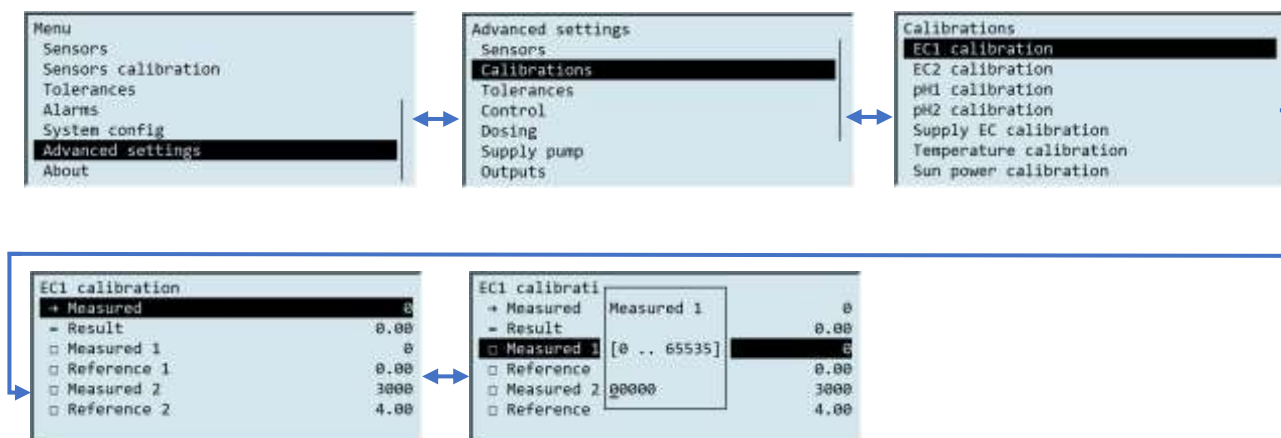 Menu
Sensors
Sensors calibration
Tolerances
Alarms
System config
Advanced settings
About
Advanced settings
Sensors
Calibrations
Tolerances
Control
Dosing
Supply pump
Outputs
Calibrations
EC1 calibration
EC2 calibration
pH1 calibration
pH2 calibration
Supply EC calibration
Temperature calibration
Sun power calibration
EC1 calibration
→ Measured 0
= Result 0.00
□ Measured 1 0
□ Reference 1 0.00
□ Measured 2 3000
□ Reference 2 4.00
EC1 calibrati
→ Measured 0
= Result 0.00
□ Measured 1 0
□ Reference 0.00
□ Measured 2 3000
□ Reference 4.00
Measured 1
[0 .. 65535]
00000